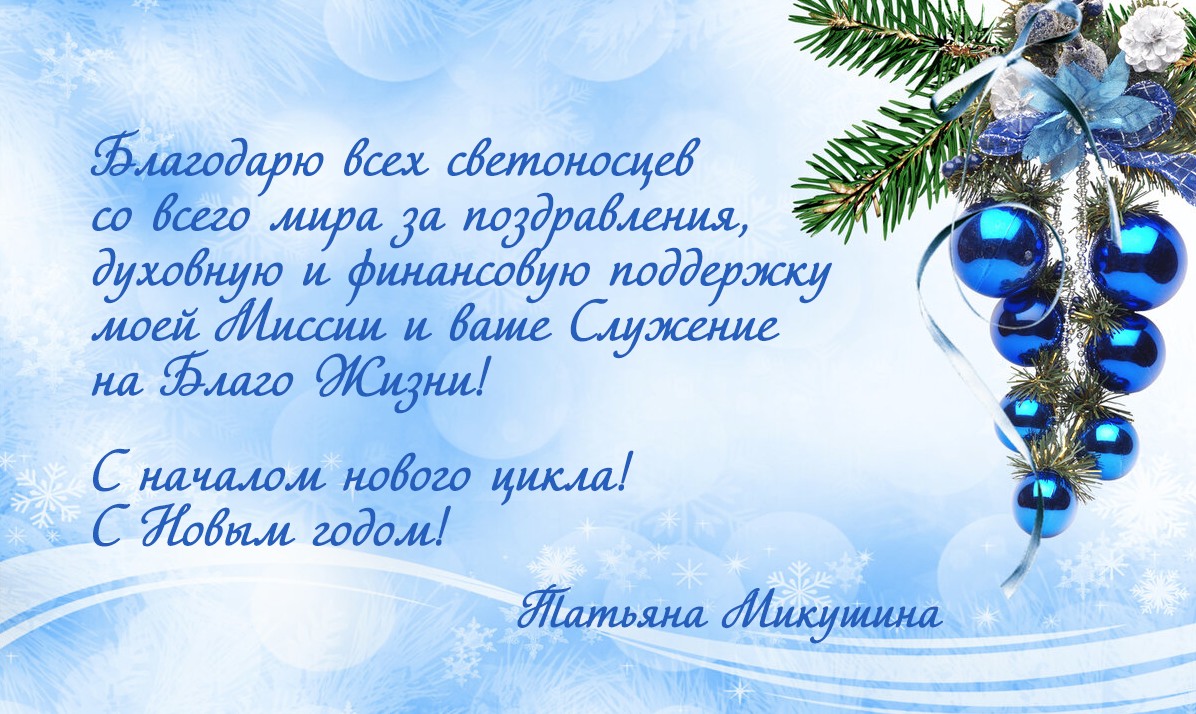 Благодарю всех светоносцев
со всего мира за поздравления,
духовную и финансовую поддержку
моей Миссии и ваше Служение
на Благо Жизни!
С началом нового цикла!
С Новым годом!
Татьяна Микушина